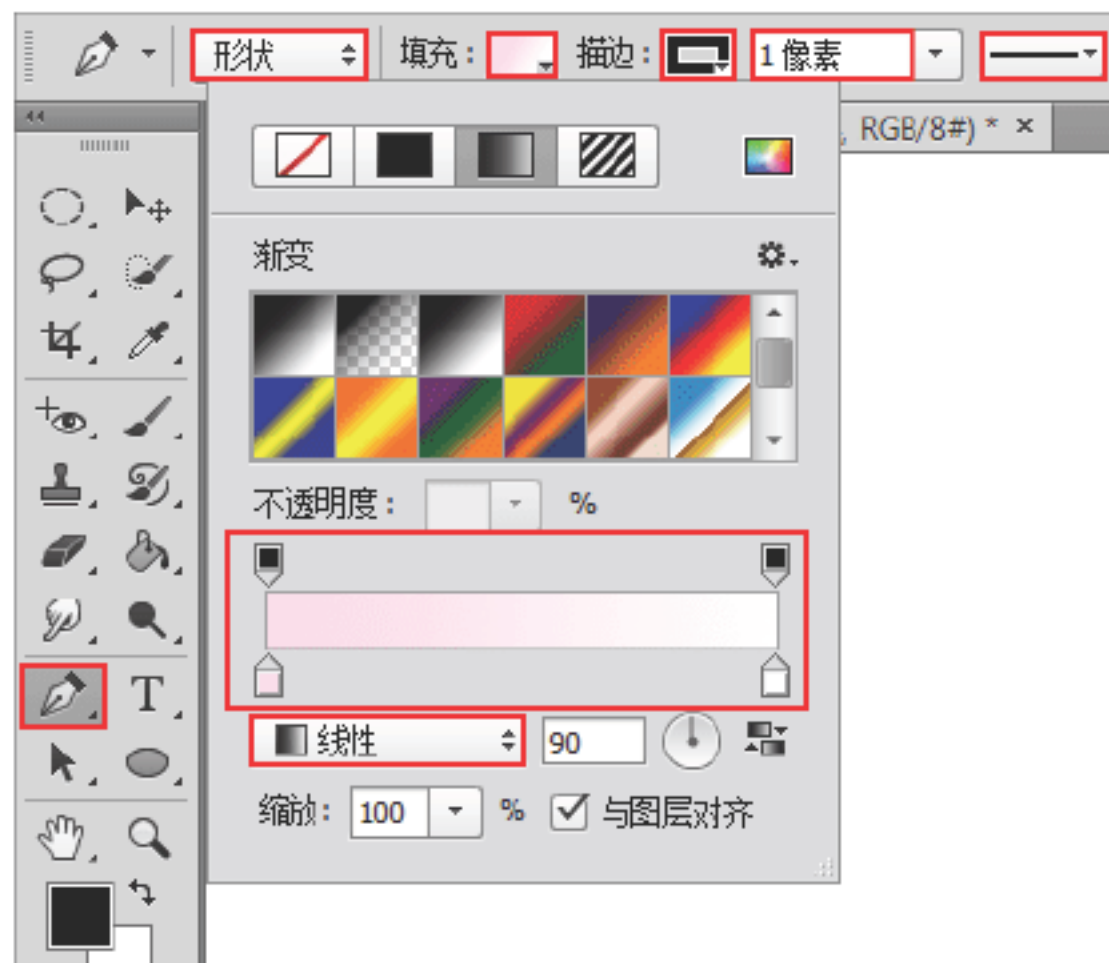 形状 填充： 描边： 1 像素
, RGB/8#) * ×
渐变
不透明度： %
T
线性 90
缩放： 100 % 与图层对齐